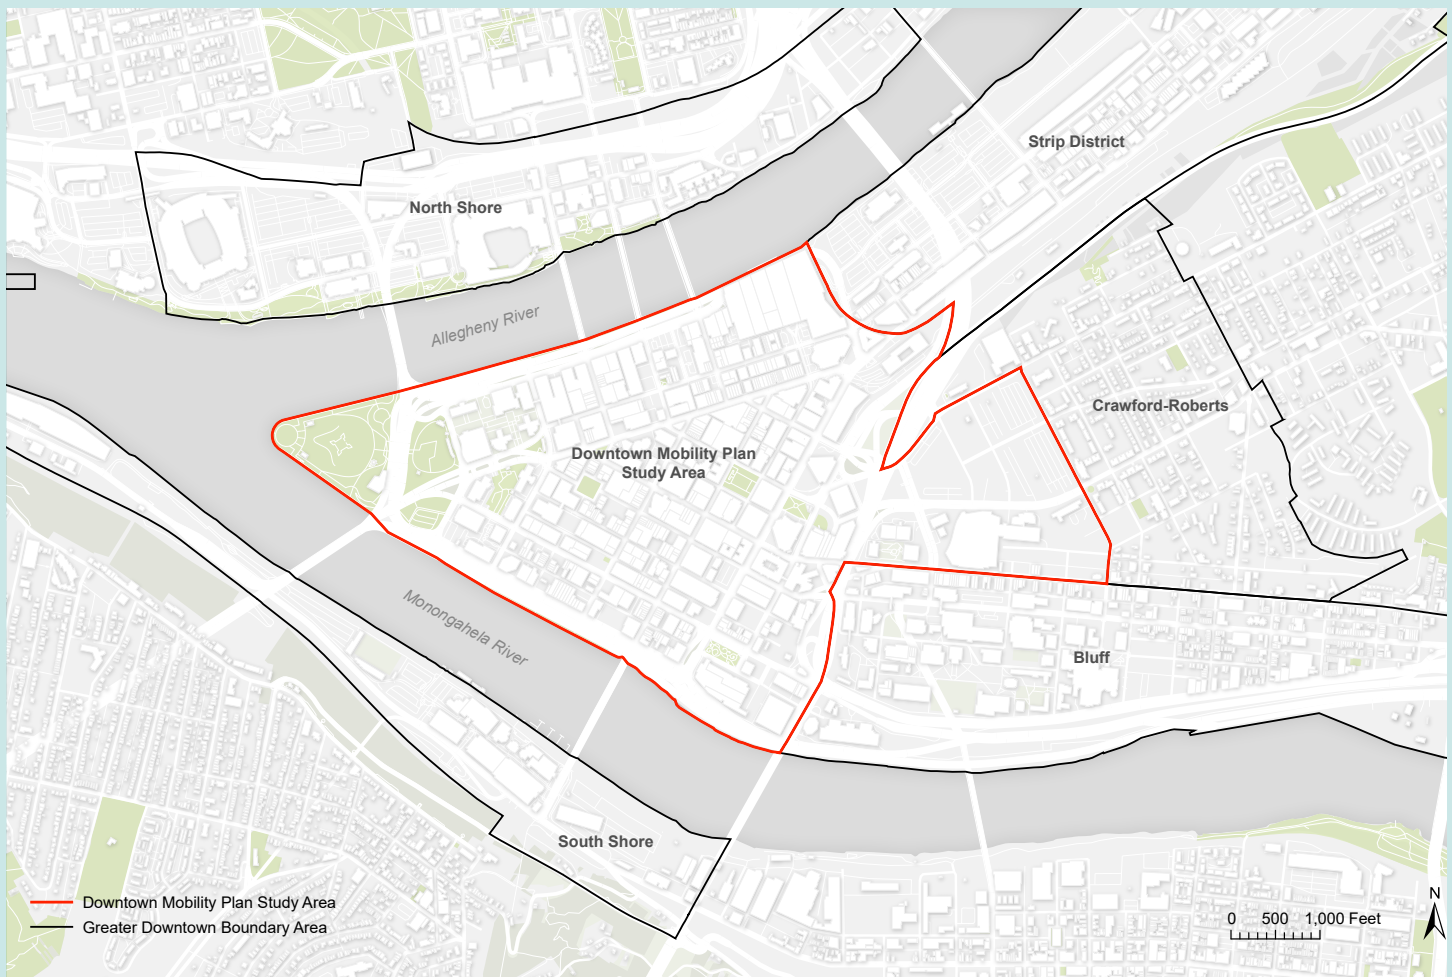 Strip District
North Shore
Allegheny River
Crawford-Roberts
Downtown Mobility Plan
Study Area
Monongahela River
Bluff
South Shore
Downtown Mobility Plan Study Area
Greater Downtown Boundary Area
N
0 500 1,000 Feet